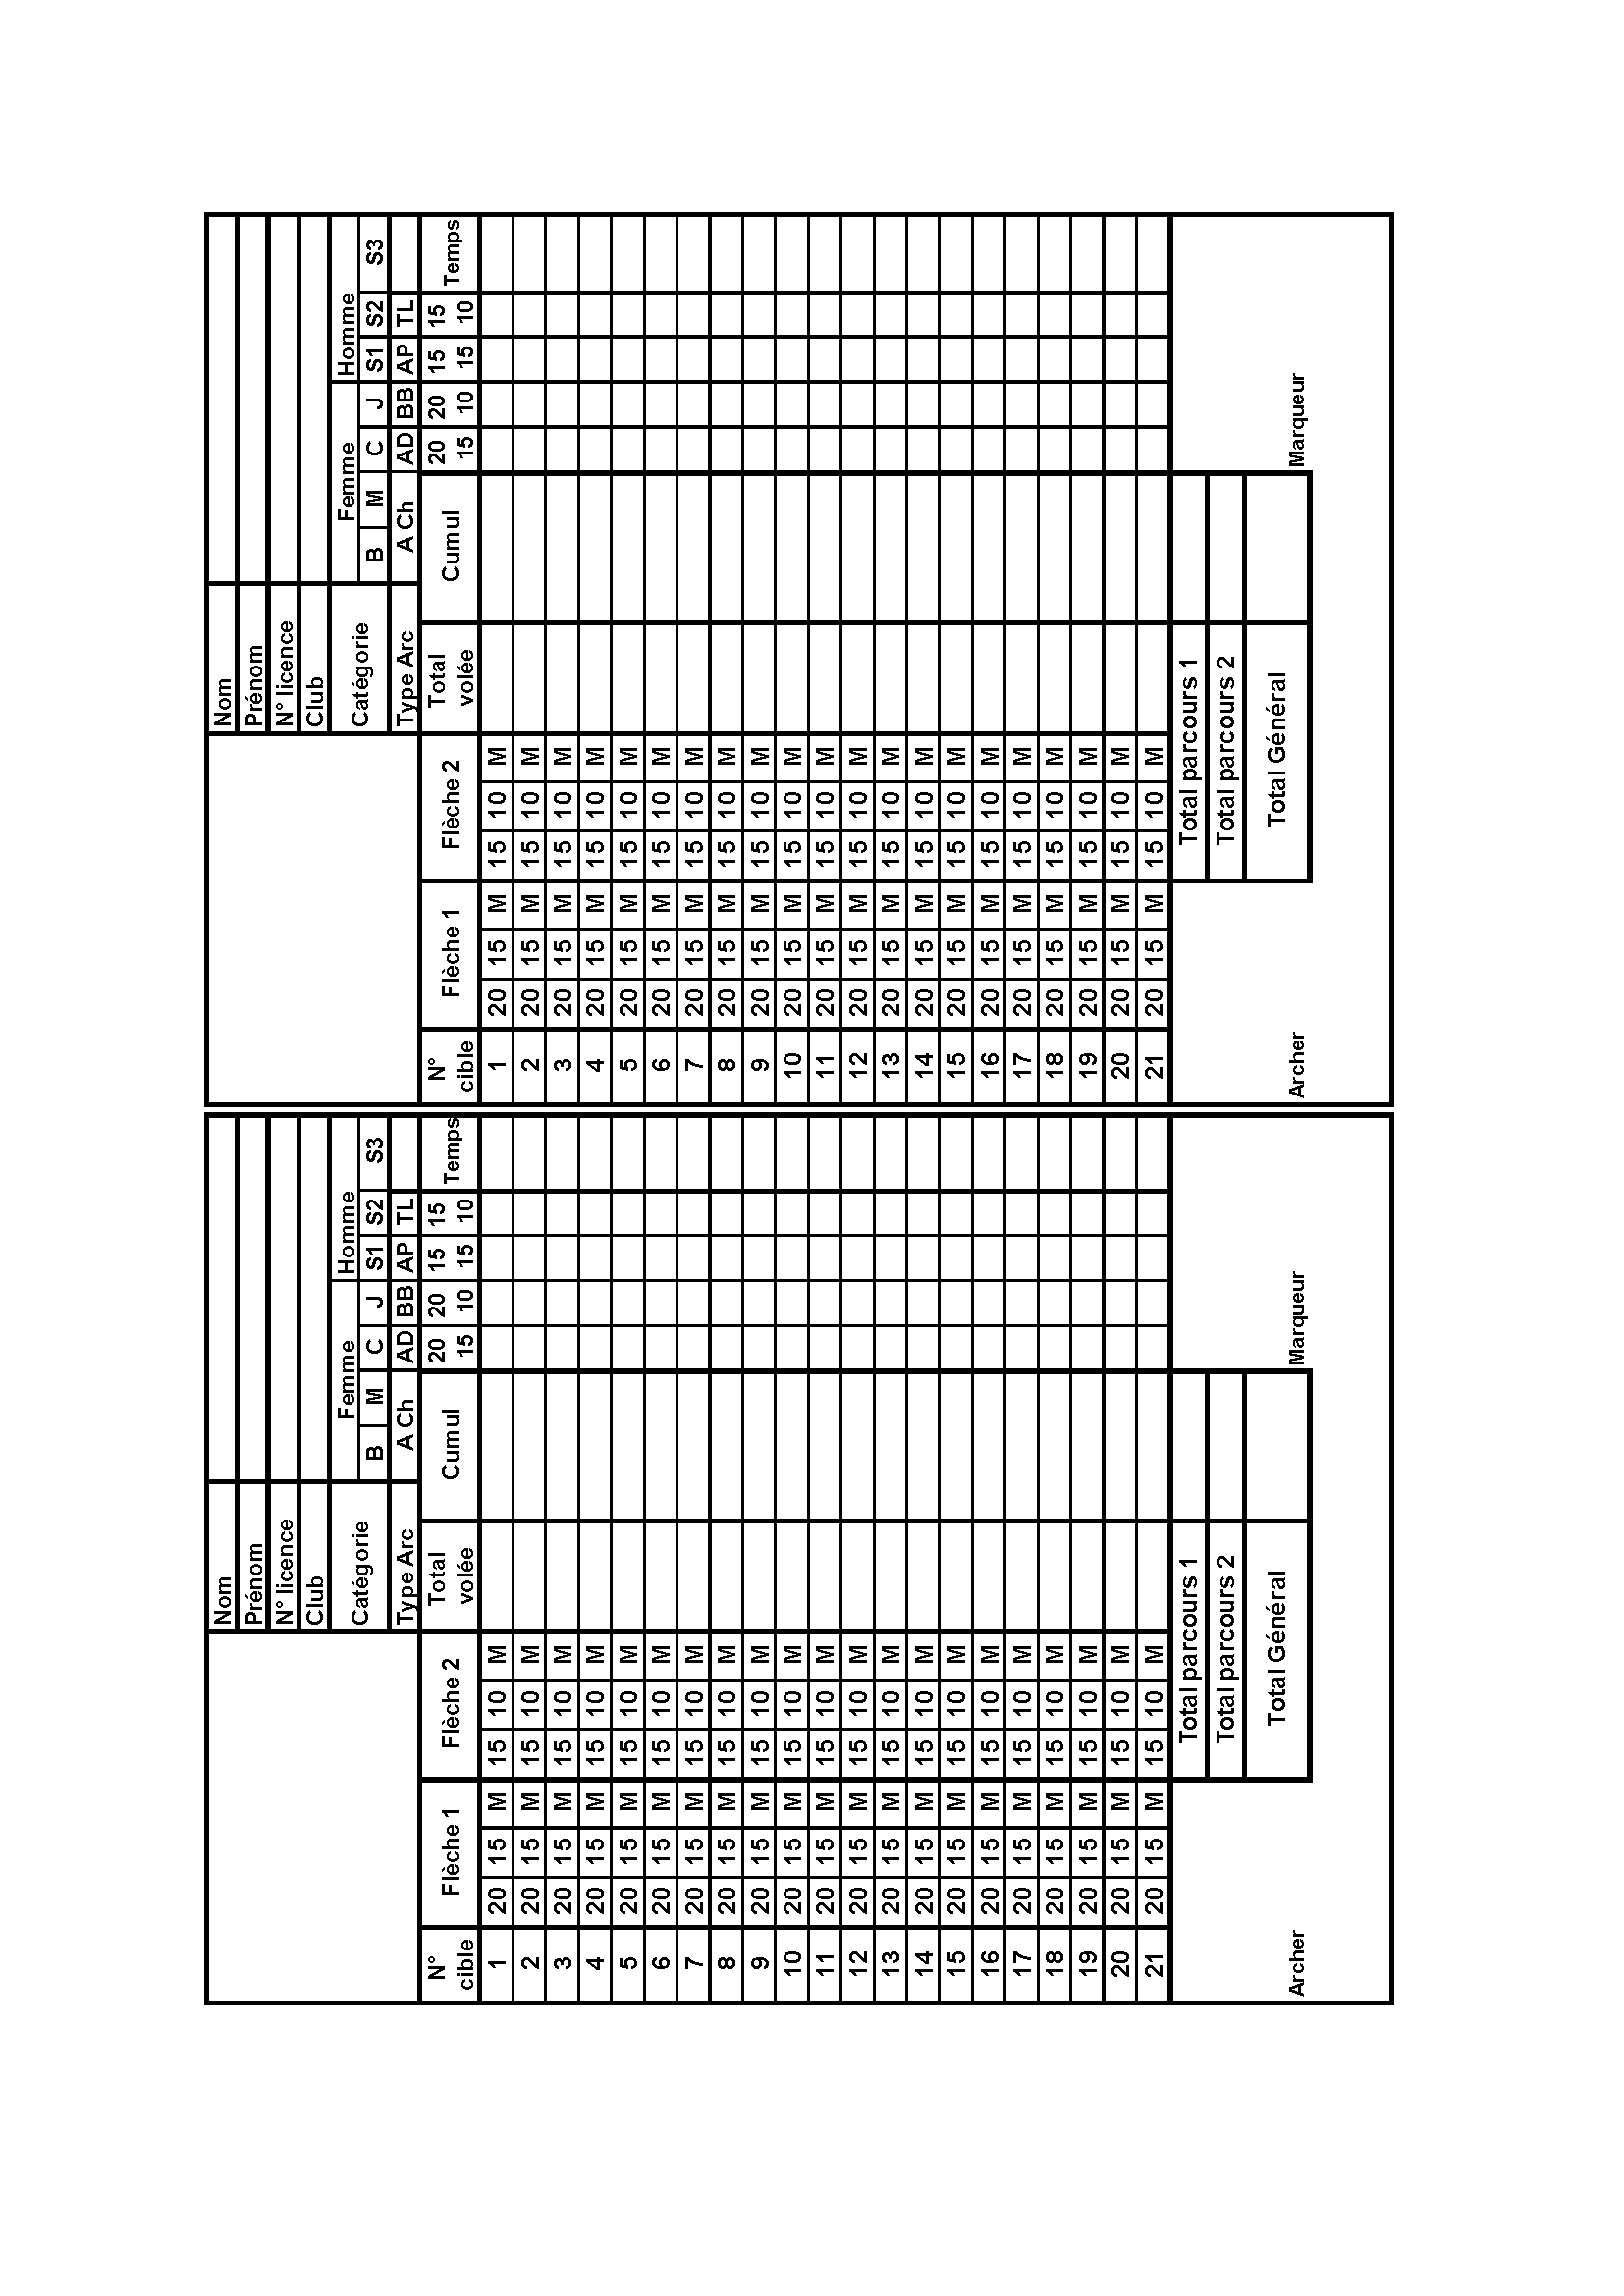 Nom
Prénom
N° licence
Club
Catégorie Femme Homme
B M C J S1 S2 S3
Type Arc A Ch AD BB AP TL
N° Total 20 20 15 15
Flèche 1 Flèche 2 Cumul Temps
cible volée 15 10 15 10
1 20 15 M 15 10 M
2 20 15 M 15 10 M
3 20 15 M 15 10 M
4 20 15 M 15 10 M
5 20 15 M 15 10 M
6 20 15 M 15 10 M
7 20 15 M 15 10 M
8 20 15 M 15 10 M
9 20 15 M 15 10 M
10 20 15 M 15 10 M
11 20 15 M 15 10 M
12 20 15 M 15 10 M
13 20 15 M 15 10 M
14 20 15 M 15 10 M
15 20 15 M 15 10 M
16 20 15 M 15 10 M
17 20 15 M 15 10 M
18 20 15 M 15 10 M
19 20 15 M 15 10 M
20 20 15 M 15 10 M
21 20 15 M 15 10 M
Total parcours 1
Total parcours 2
Total Général
Archer Marqueur
Nom
Prénom
N° licence
Club
Catégorie Femme Homme
B M C J S1 S2 S3
Type Arc A Ch AD BB AP TL
N° Total 20 20 15 15
Flèche 1 Flèche 2 Cumul Temps
cible volée 15 10 15 10
1 20 15 M 15 10 M
2 20 15 M 15 10 M
3 20 15 M 15 10 M
4 20 15 M 15 10 M
5 20 15 M 15 10 M
6 20 15 M 15 10 M
7 20 15 M 15 10 M
8 20 15 M 15 10 M
9 20 15 M 15 10 M
10 20 15 M 15 10 M
11 20 15 M 15 10 M
12 20 15 M 15 10 M
13 20 15 M 15 10 M
14 20 15 M 15 10 M
15 20 15 M 15 10 M
16 20 15 M 15 10 M
17 20 15 M 15 10 M
18 20 15 M 15 10 M
19 20 15 M 15 10 M
20 20 15 M 15 10 M
21 20 15 M 15 10 M
Total parcours 1
Total parcours 2
Total Général
Archer Marqueur